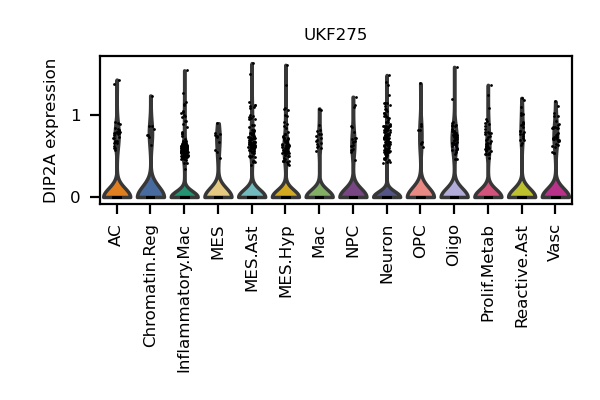 UKF275
DIP2A expression
1
0
AC
Chromatin.Reg
Inflammatory.Mac
MES
MES.Ast
MES.Hyp
Mac
NPC
Neuron
OPC
Oligo
Prolif.Metab
Reactive.Ast
Vasc